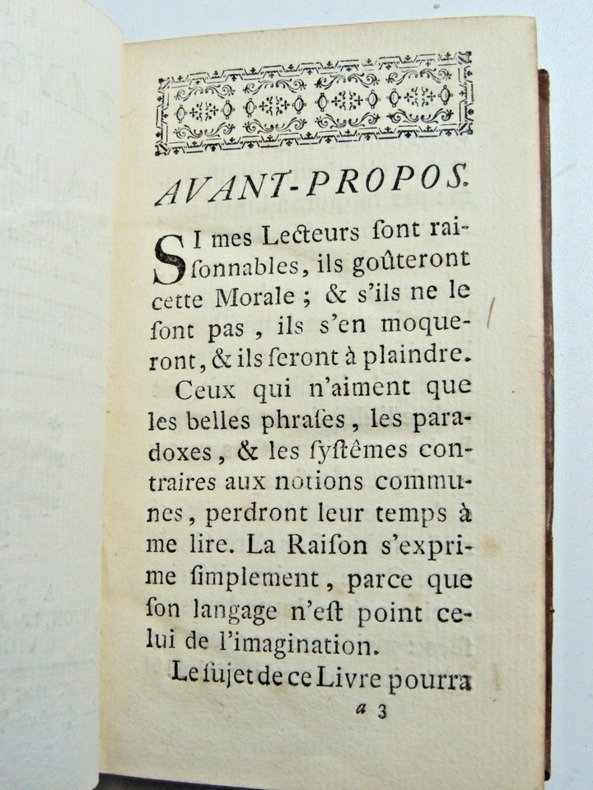 AVANT-PROPOS.
SI mes Lecteurs ſont rai-
ſonnables, ils goûteront
cette Morale ; & s'ils ne le
ſont pas , ils s'en moque-
ront, & ils ſeront à plaindre.
Ceux qui n'aiment que
les belles phraſes , les para-
doxes, & les ſyſtêmes con-
traires aux notions commu-
nes, perdront leur temps à
me lire. La Raiſon s'expri-
me ſimplement, parce que
ſon langage n'eſt point ce-
lui de l'imagination.
Le ſujet de ce Livre pourra
a 3